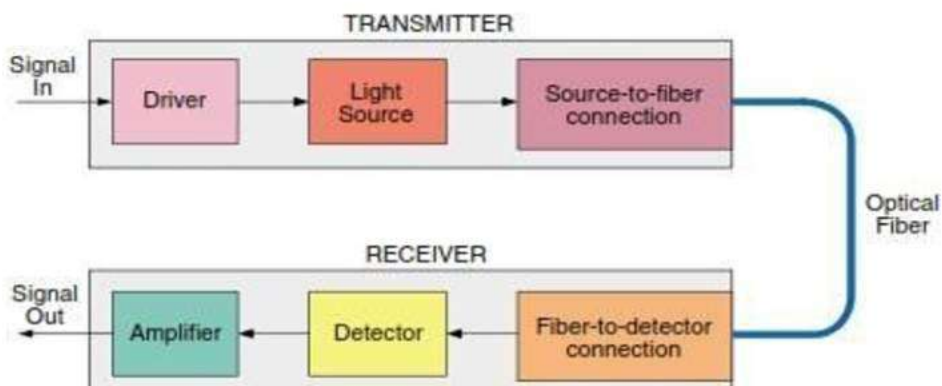 TRANSMITTER
Signal
In
Driver
Light
Source
Source-to-fiber
connection
Optical
Fiber
RECEIVER
Signal
Out
Amplifier
Detector
Fiber-to-detector
connection